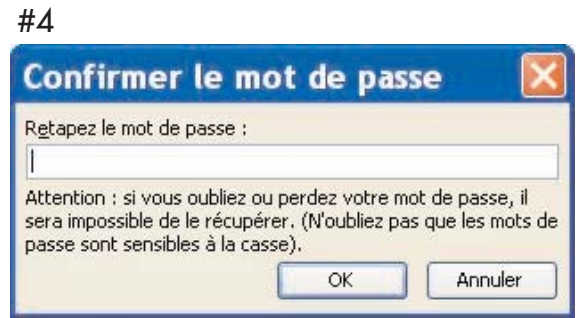 #4
Confirmer le mot de passe
Retapez le mot de passe :
Attention : si vous oubliez ou perdez votre mot de passe, il
sera impossible de le récupérer. (N'oubliez pas que les mots de
passe sont sensibles à la casse).
OK Annuler